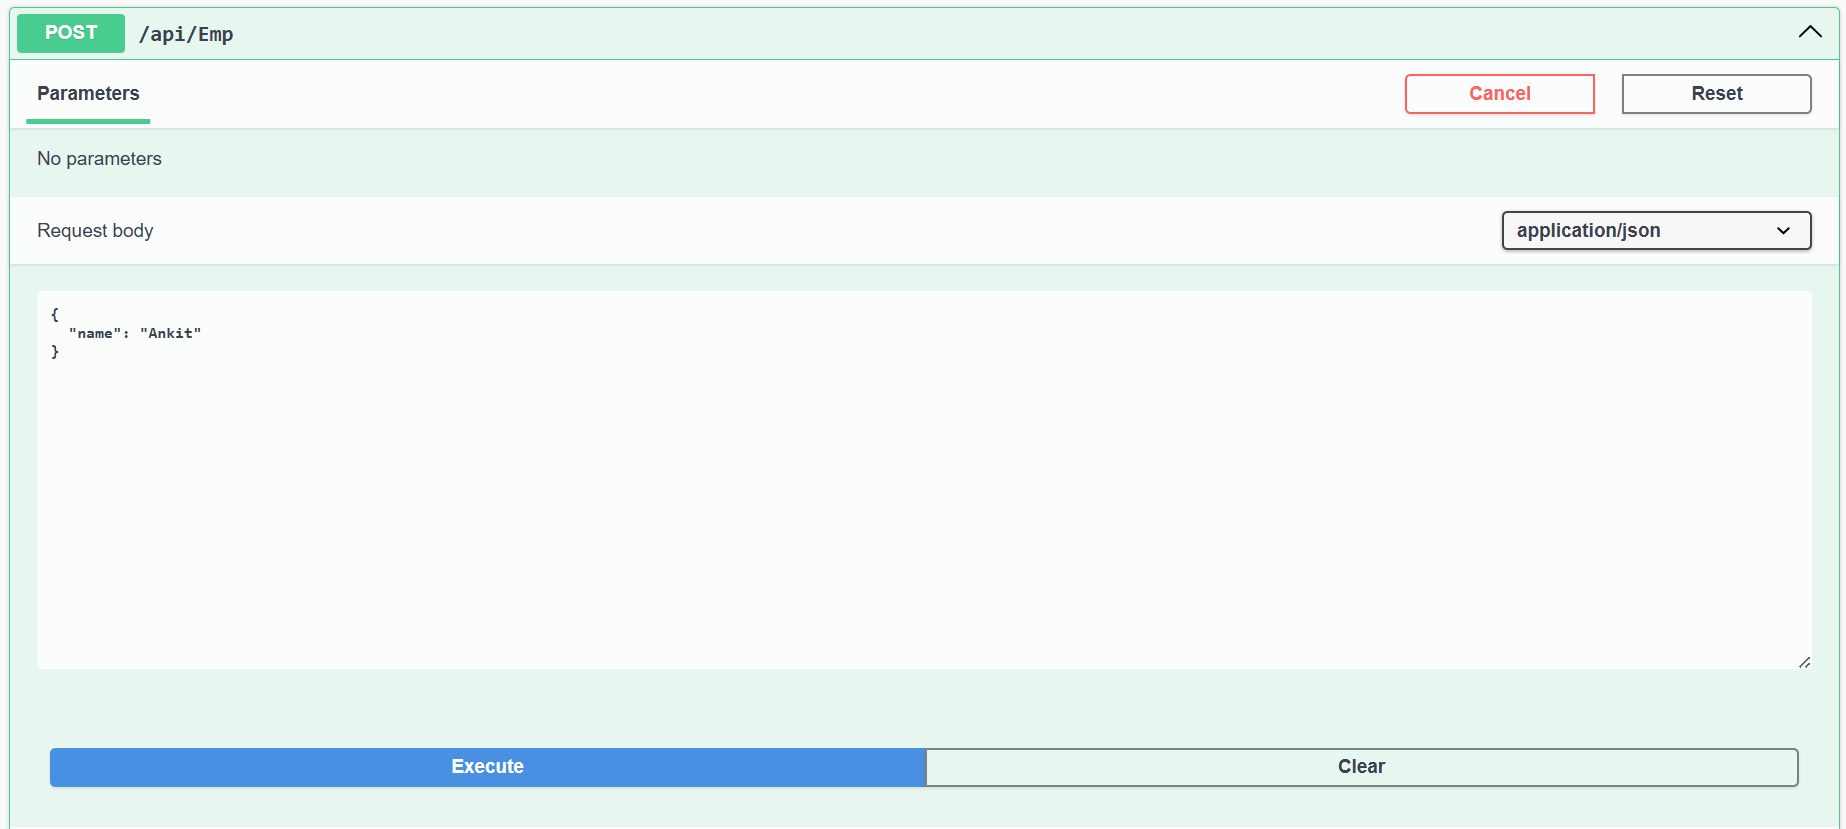 POST /api/Emp
Parameters
Cancel
Reset
No parameters
Request body
application/json
{
  "name": "Ankit"
}
Execute
Clear